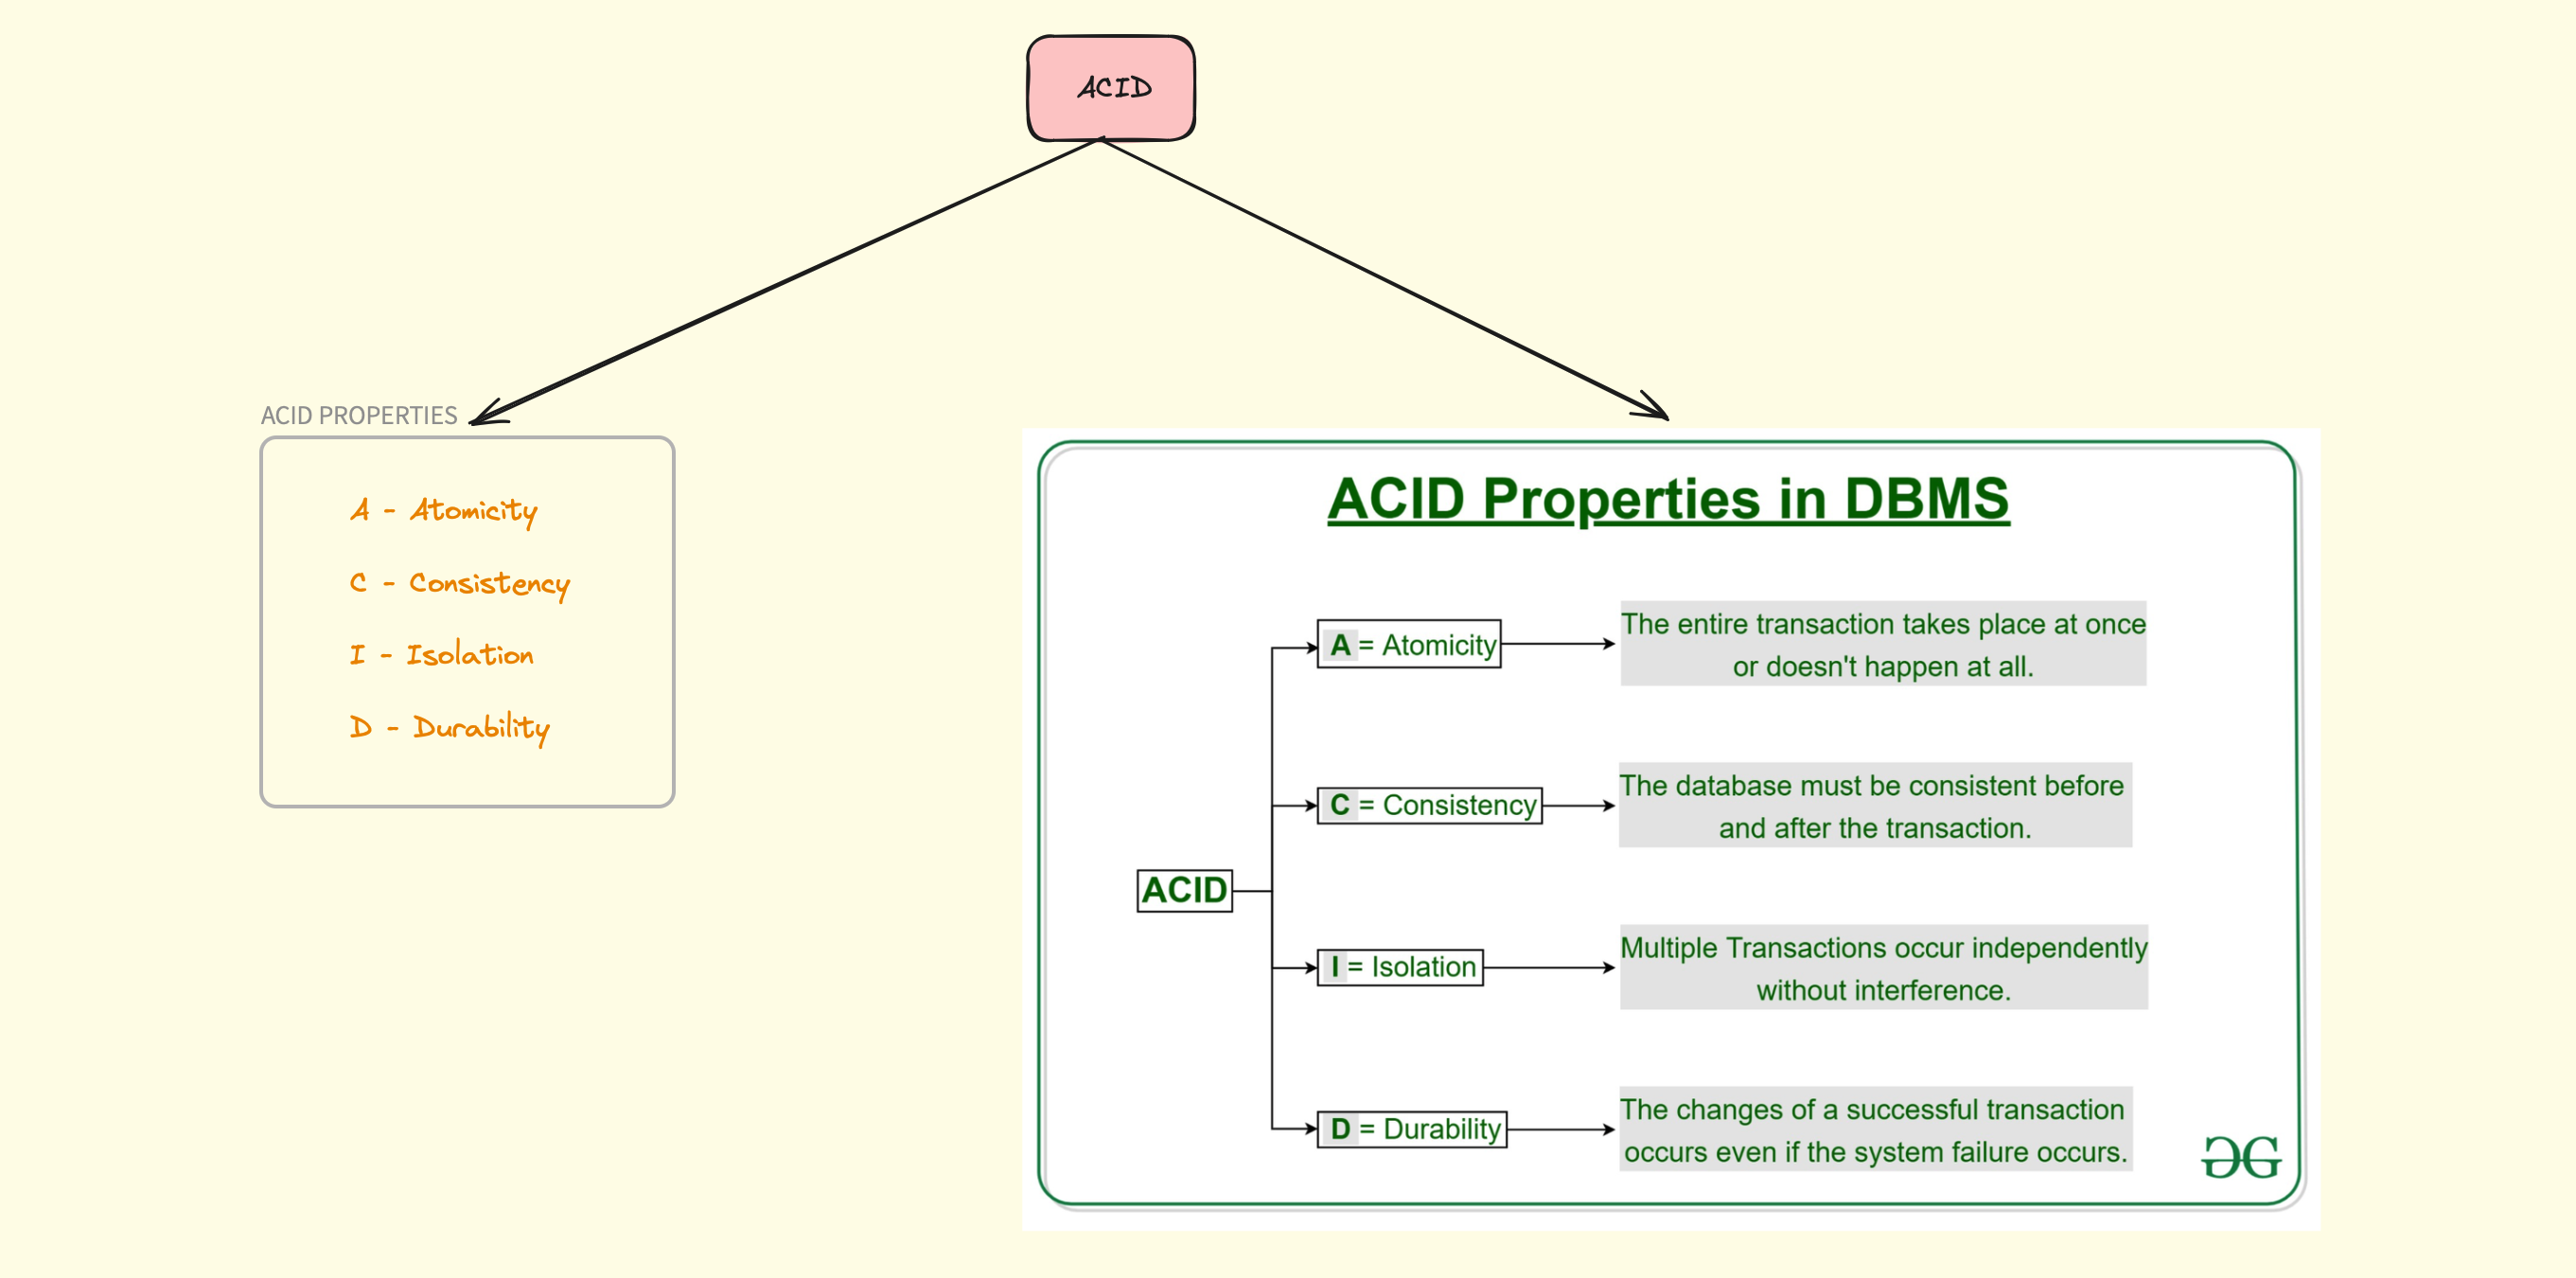 ACID
ACID PROPERTIES
A - Atomicity
C - Consistency
I - Isolation
D - Durability
ACID Properties in DBMS
A = Atomicity
The entire transaction takes place at once
or doesn't happen at all.
C = Consistency
The database must be consistent before
and after the transaction.
ACID
I = Isolation
Multiple Transactions occur independently
without interference.
D = Durability
The changes of a successful transaction
occurs even if the system failure occurs.